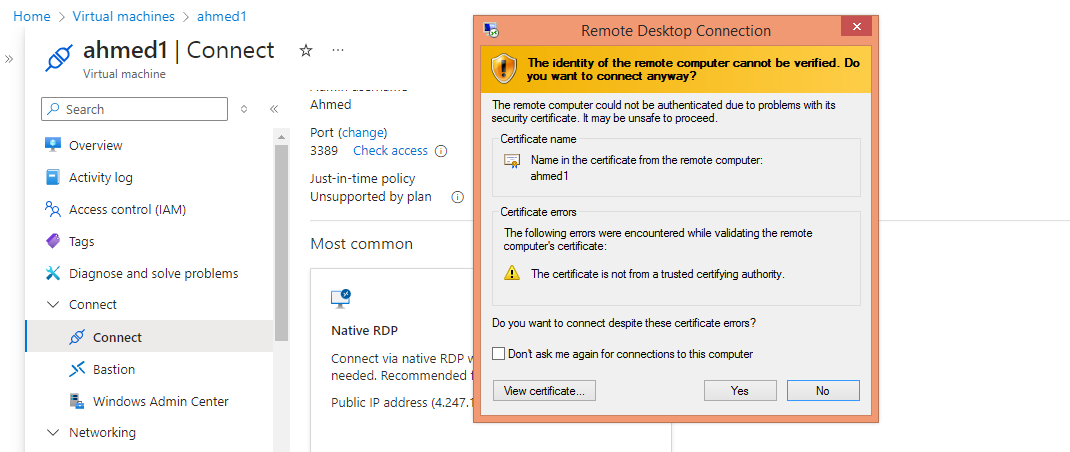 Home > Virtual machines > ahmed1
ahmed1 | Connect
Virtual machine
Search
Overview
Activity log
Access control (IAM)
Tags
Diagnose and solve problems
Connect
Connect
Bastion
Windows Admin Center
Networking
Ahmed
Port (change)
3389 Check access
Just-in-time policy
Unsupported by plan
Most common
Native RDP
Connect via native RDP
needed. Recommended
Public IP address (4.247.1
Remote Desktop Connection
The identity of the remote computer cannot be verified. Do
you want to connect anyway?
The remote computer could not be authenticated due to problems with its
security certificate. It may be unsafe to proceed.
Certificate name
Name in the certificate from the remote computer:
ahmed1
Certificate errors
The following errors were encountered while validating the remote
computer's certificate:
The certificate is not from a trusted certifying authority.
Do you want to connect despite these certificate errors?
Don't ask me again for connections to this computer
View certificate...
Yes
No